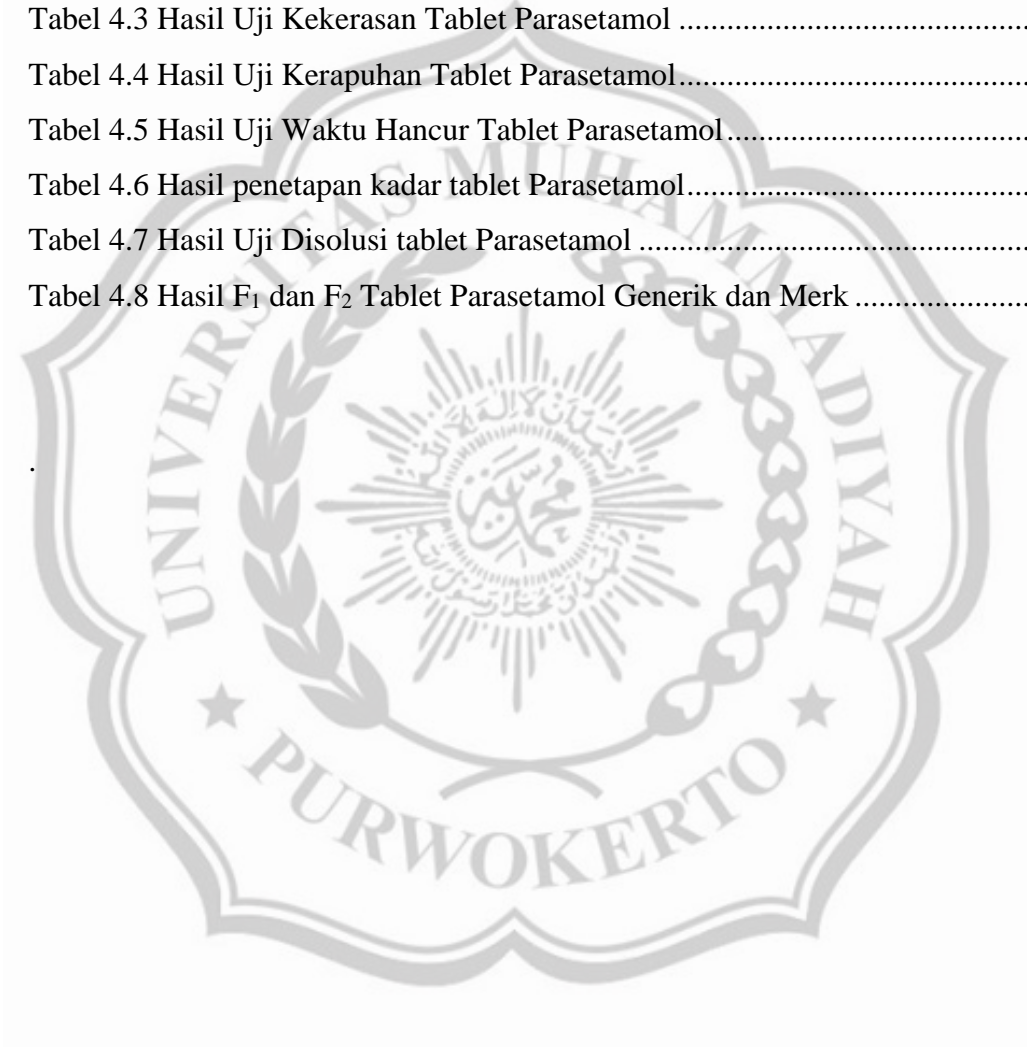 Tabel 4.3 Hasil Uji Kekerasan Tablet Parasetamol ..........................................
Tabel 4.4 Hasil Uji Kerapuhan Tablet Parasetamol..........................................
Tabel 4.5 Hasil Uji Waktu Hancur Tablet Parasetamol....................................
Tabel 4.6 Hasil penetapan kadar tablet Parasetamol.........................................
Tabel 4.7 Hasil Uji Disolusi tablet Parasetamol ................................................
Tabel 4.8 Hasil F₁ dan F₂ Tablet Parasetamol Generik dan Merk .....................
.
UNIVERSITAS MUHAMMADIYAH
PURWOKERTO
محمد